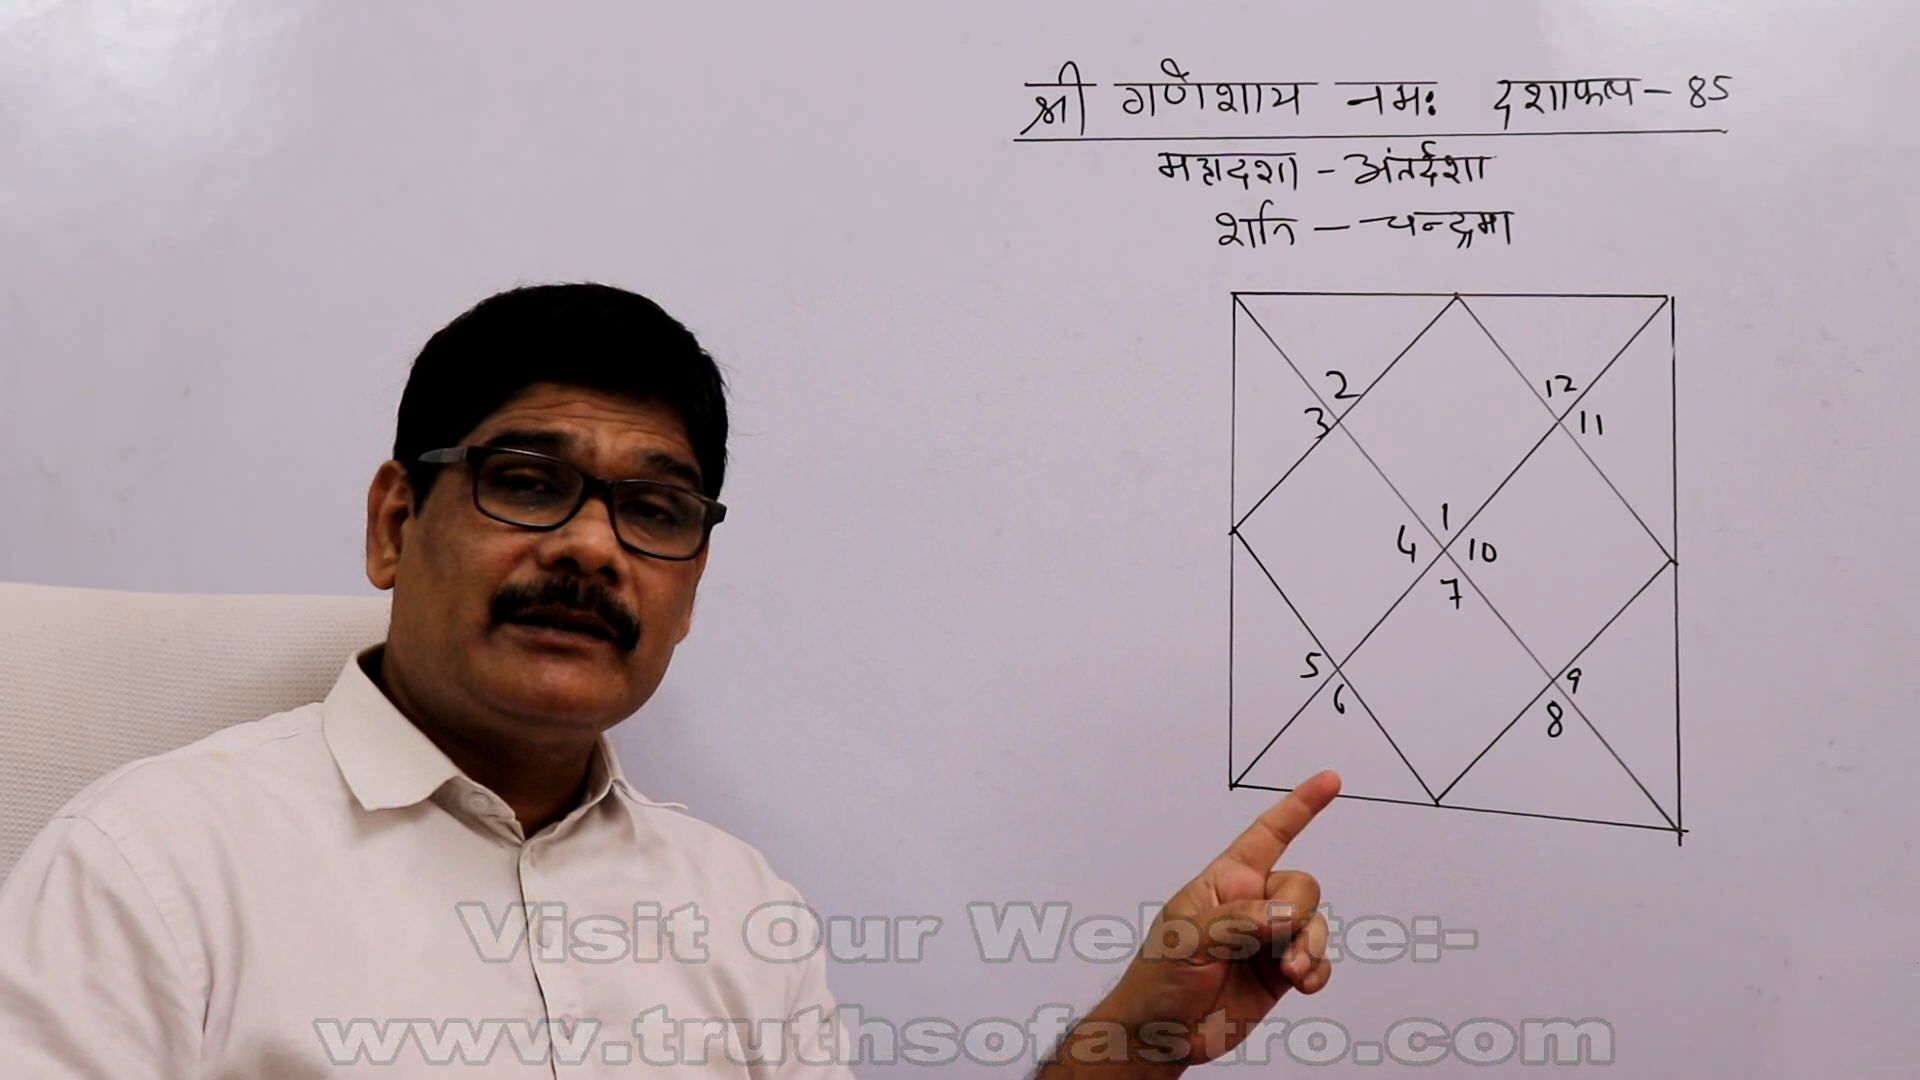 श्री गणेशाय नमः दशाफल - 85
महादशा - अंतर्दशा
शनि - चन्द्रमा
2 12
3 11
1
4 10
7
5 9
6 8
Visit Our Website:-
www.truthsofastro.com